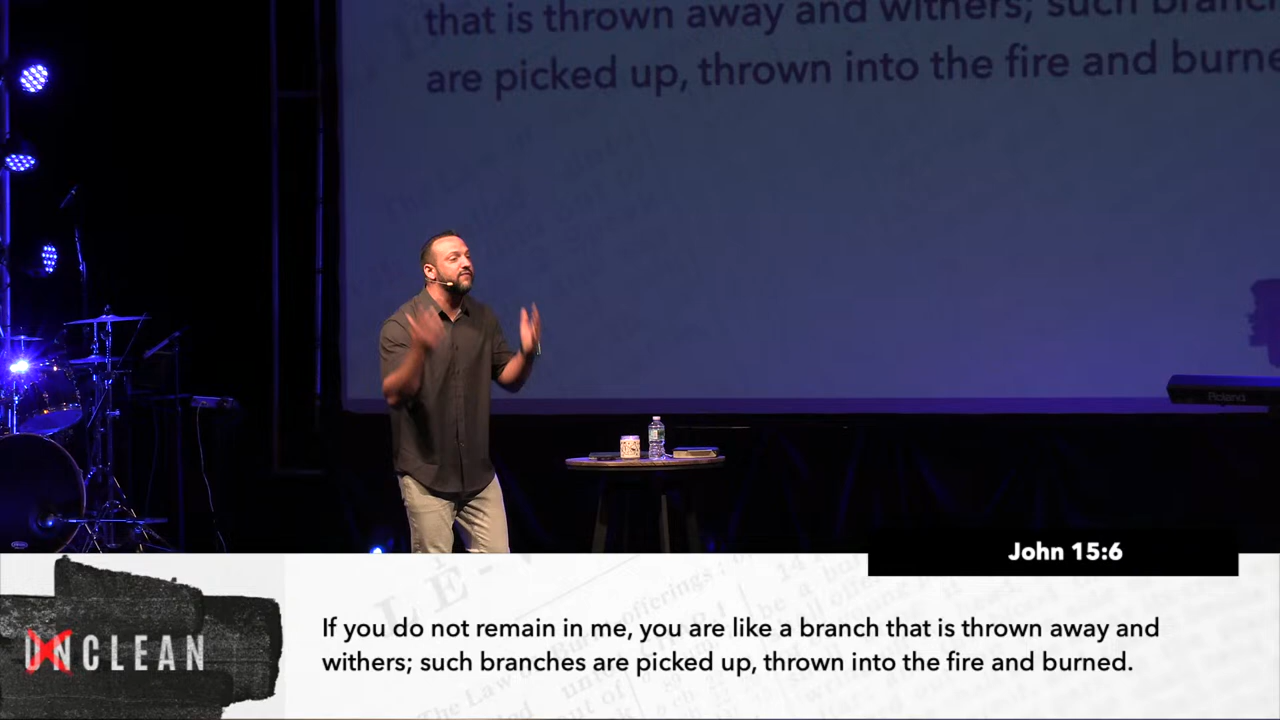 that is thrown away and withers; such branch
are picked up, thrown into the fire and burne
Roland
John 15:6
UNCLEAN
If you do not remain in me, you are like a branch that is thrown away and
withers; such branches are picked up, thrown into the fire and burned.